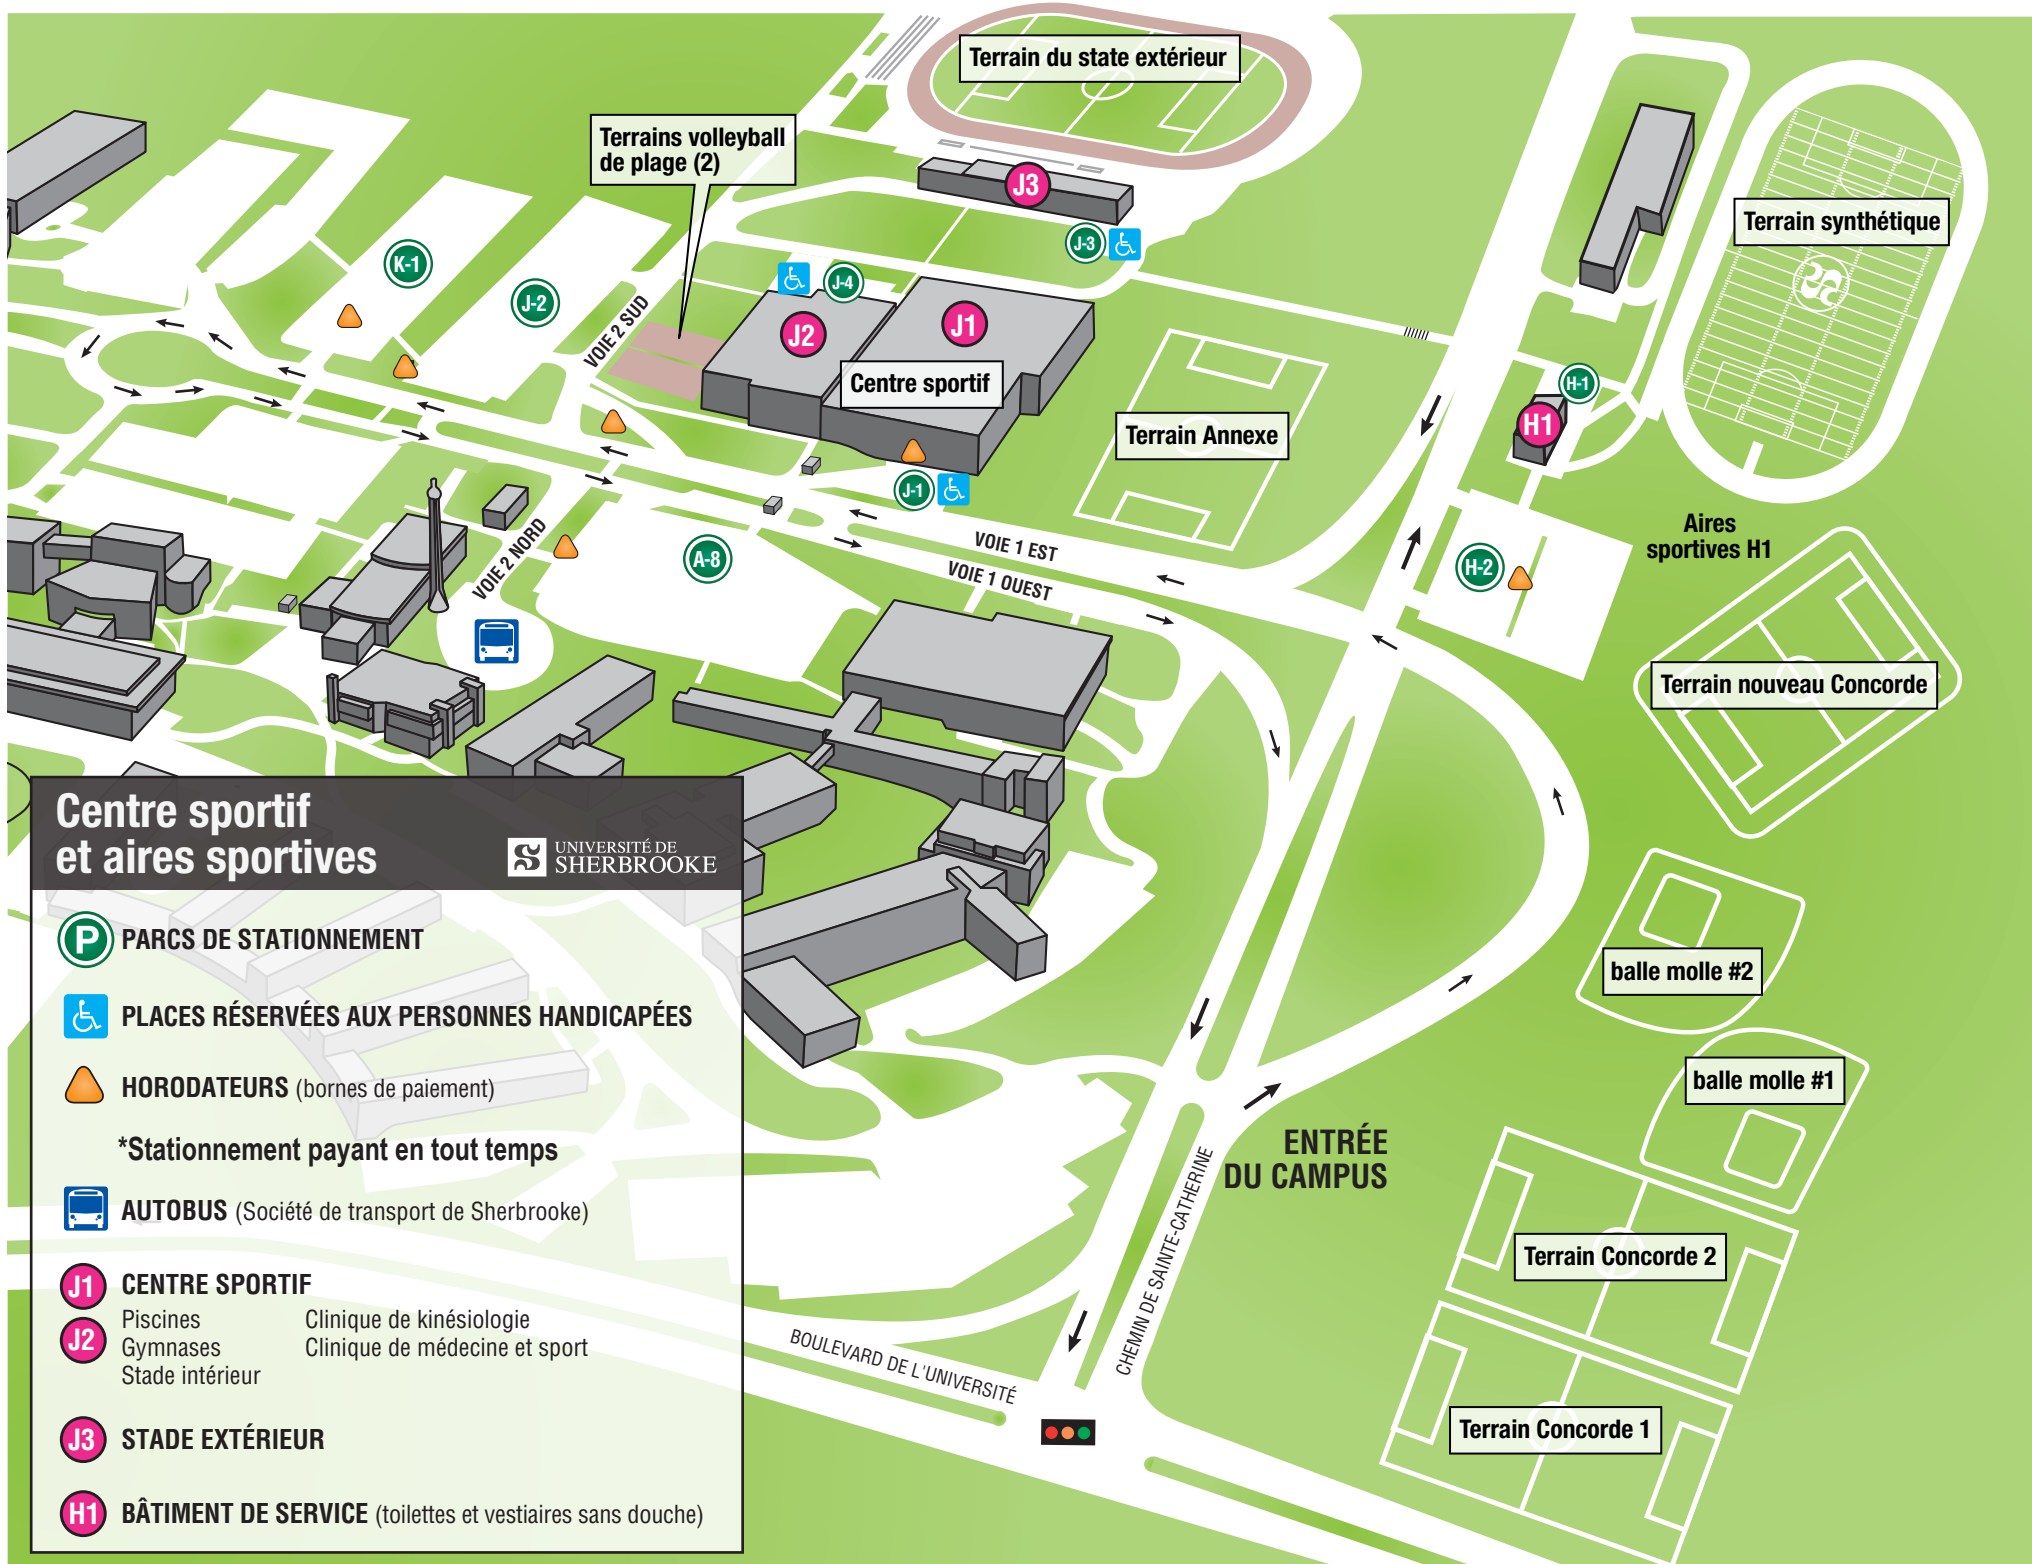 Terrain du state extérieur
Terrains volleyball
de plage (2)
J3
J-3
Terrain synthétique
K-1
J-2
J-4
J2
J1
VOIE 2 SUD
Centre sportif
H-1
H1
Terrain Annexe
J-1
VOIE 2 NORD
A-8
VOIE 1 EST
VOIE 1 OUEST
H-2
Aires
sportives H1
Terrain nouveau Concorde
balle molle #2
balle molle #1
ENTRÉE
DU CAMPUS
CHEMIN DE SAINTE-CATHERINE
Terrain Concorde 2
BOULEVARD DE L'UNIVERSITÉ
Terrain Concorde 1
Centre sportif
et aires sportives
UNIVERSITÉ DE
SHERBROOKE
P PARCS DE STATIONNEMENT
PLACES RÉSERVÉES AUX PERSONNES HANDICAPÉES
HORODATEURS (bornes de paiement)
*Stationnement payant en tout temps
AUTOBUS (Société de transport de Sherbrooke)
J1 CENTRE SPORTIF
J2
Piscines
Gymnases
Stade intérieur
Clinique de kinésiologie
Clinique de médecine et sport
J3 STADE EXTÉRIEUR
H1 BÂTIMENT DE SERVICE (toilettes et vestiaires sans douche)